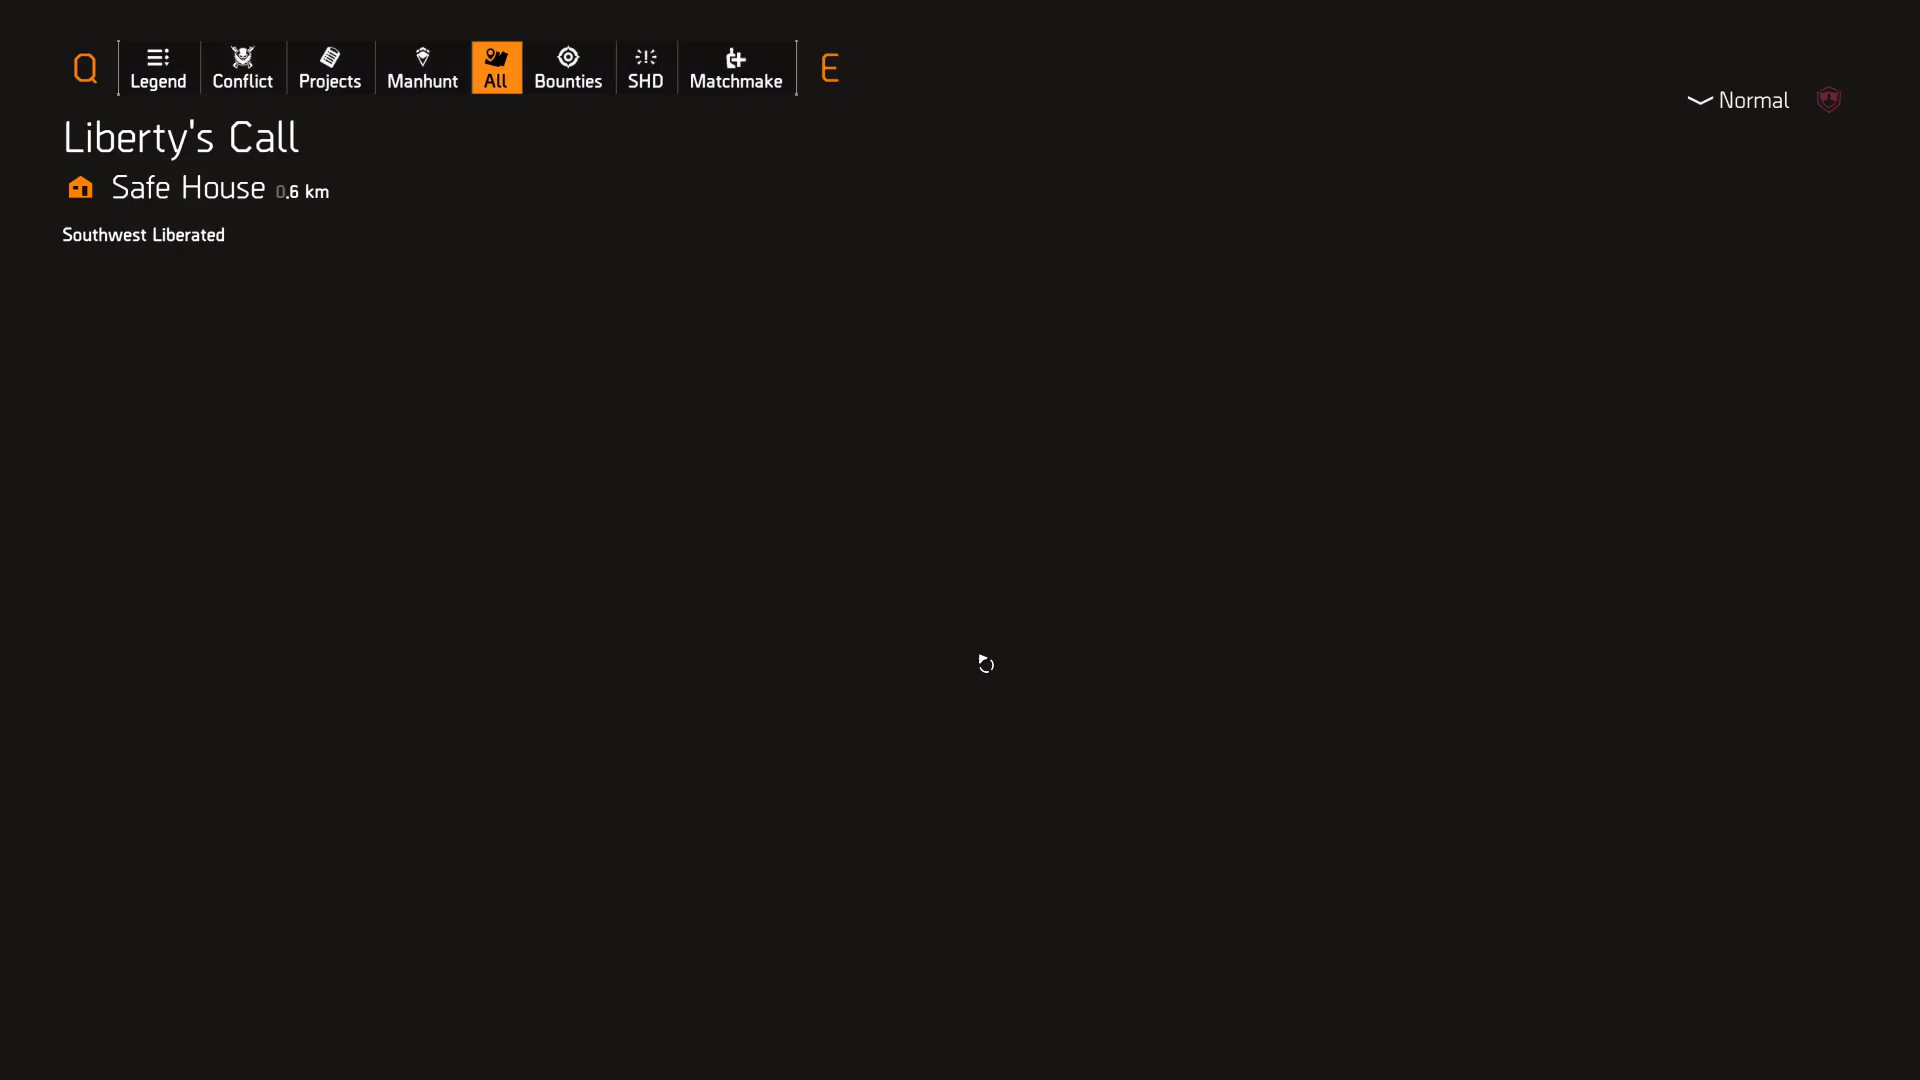 Q Legend Conflict Projects Manhunt All Bounties SHD Matchmake E
Normal
Liberty's Call
Safe House 0.6 km
Southwest Liberated